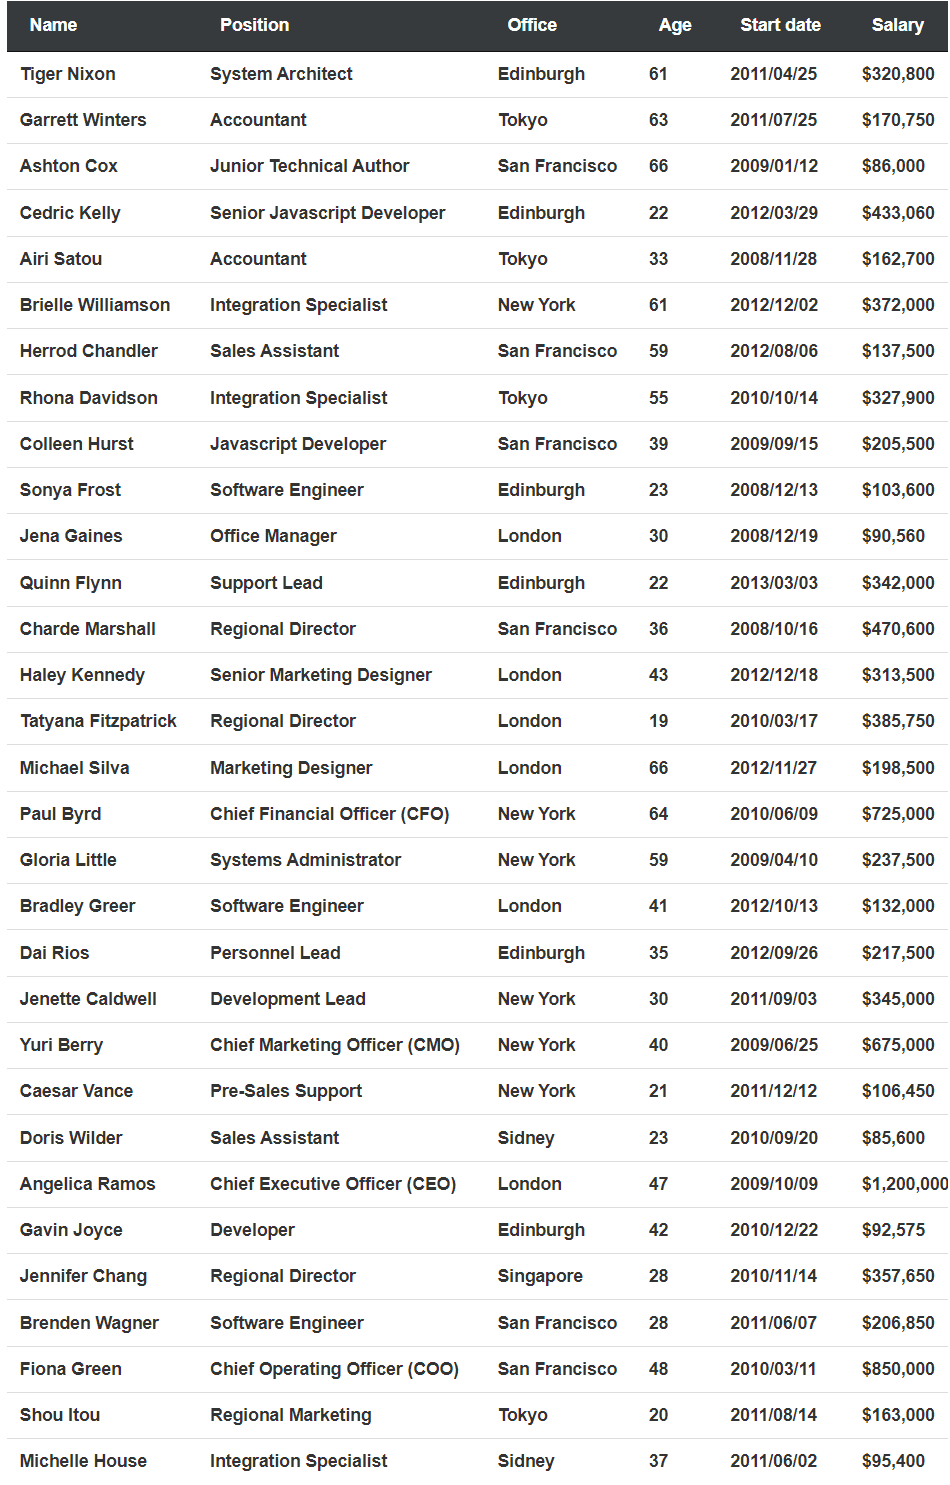 Name Position Office Age Start date Salary
Tiger Nixon System Architect Edinburgh 61 2011/04/25 $320,800
Garrett Winters Accountant Tokyo 63 2011/07/25 $170,750
Ashton Cox Junior Technical Author San Francisco 66 2009/01/12 $86,000
Cedric Kelly Senior Javascript Developer Edinburgh 22 2012/03/29 $433,060
Airi Satou Accountant Tokyo 33 2008/11/28 $162,700
Brielle Williamson Integration Specialist New York 61 2012/12/02 $372,000
Herrod Chandler Sales Assistant San Francisco 59 2012/08/06 $137,500
Rhona Davidson Integration Specialist Tokyo 55 2010/10/14 $327,900
Colleen Hurst Javascript Developer San Francisco 39 2009/09/15 $205,500
Sonya Frost Software Engineer Edinburgh 23 2008/12/13 $103,600
Jena Gaines Office Manager London 30 2008/12/19 $90,560
Quinn Flynn Support Lead Edinburgh 22 2013/03/03 $342,000
Charde Marshall Regional Director San Francisco 36 2008/10/16 $470,600
Haley Kennedy Senior Marketing Designer London 43 2012/12/18 $313,500
Tatyana Fitzpatrick Regional Director London 19 2010/03/17 $385,750
Michael Silva Marketing Designer London 66 2012/11/27 $198,500
Paul Byrd Chief Financial Officer (CFO) New York 64 2010/06/09 $725,000
Gloria Little Systems Administrator New York 59 2009/04/10 $237,500
Bradley Greer Software Engineer London 41 2012/10/13 $132,000
Dai Rios Personnel Lead Edinburgh 35 2012/09/26 $217,500
Jenette Caldwell Development Lead New York 30 2011/09/03 $345,000
Yuri Berry Chief Marketing Officer (CMO) New York 40 2009/06/25 $675,000
Caesar Vance Pre-Sales Support New York 21 2011/12/12 $106,450
Doris Wilder Sales Assistant Sidney 23 2010/09/20 $85,600
Angelica Ramos Chief Executive Officer (CEO) London 47 2009/10/09 $1,200,000
Gavin Joyce Developer Edinburgh 42 2010/12/22 $92,575
Jennifer Chang Regional Director Singapore 28 2010/11/14 $357,650
Brenden Wagner Software Engineer San Francisco 28 2011/06/07 $206,850
Fiona Green Chief Operating Officer (COO) San Francisco 48 2010/03/11 $850,000
Shou Itou Regional Marketing Tokyo 20 2011/08/14 $163,000
Michelle House Integration Specialist Sidney 37 2011/06/02 $95,400